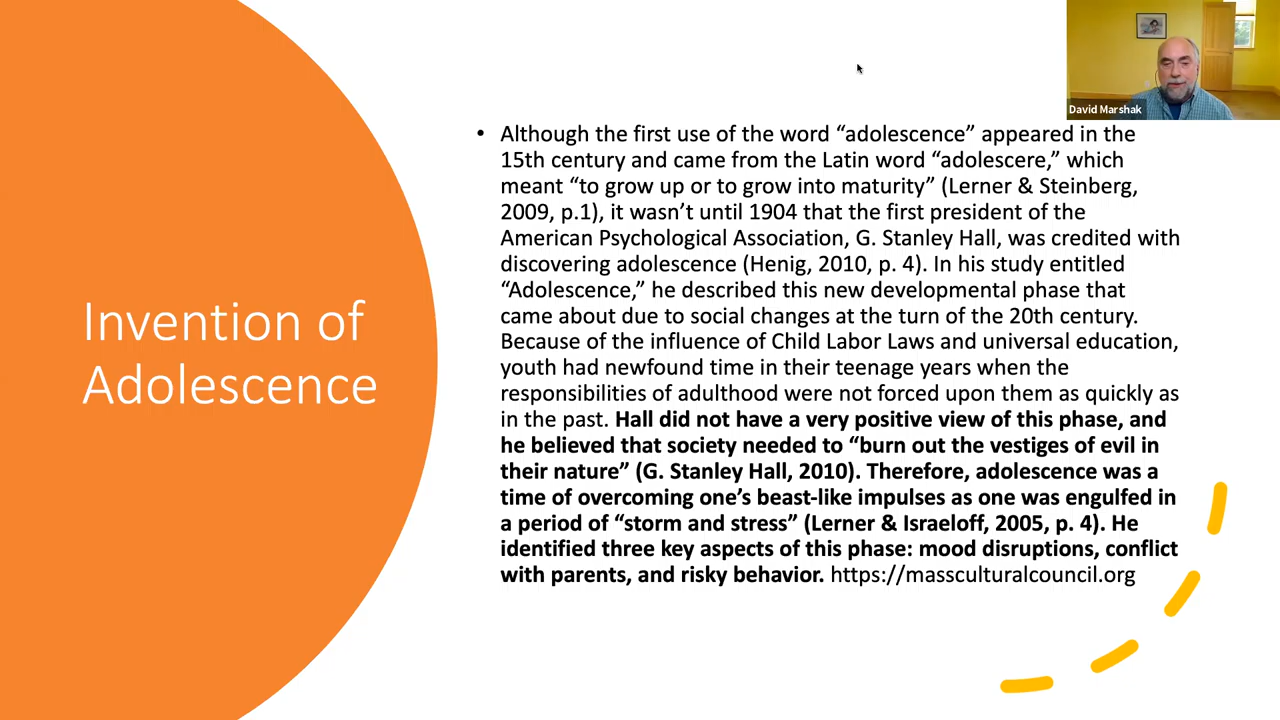 David Marshak
Invention of
Adolescence
• Although the first use of the word “adolescence” appeared in the
15th century and came from the Latin word “adolescere,” which
meant “to grow up or to grow into maturity” (Lerner & Steinberg,
2009, p.1), it wasn’t until 1904 that the first president of the
American Psychological Association, G. Stanley Hall, was credited with
discovering adolescence (Henig, 2010, p. 4). In his study entitled
“Adolescence,” he described this new developmental phase that
came about due to social changes at the turn of the 20th century.
Because of the influence of Child Labor Laws and universal education,
youth had newfound time in their teenage years when the
responsibilities of adulthood were not forced upon them as quickly as
in the past. Hall did not have a very positive view of this phase, and
he believed that society needed to “burn out the vestiges of evil in
their nature” (G. Stanley Hall, 2010). Therefore, adolescence was a
time of overcoming one’s beast-like impulses as one was engulfed in
a period of “storm and stress” (Lerner & Israeloff, 2005, p. 4). He
identified three key aspects of this phase: mood disruptions, conflict
with parents, and risky behavior. https://massculturalcouncil.org